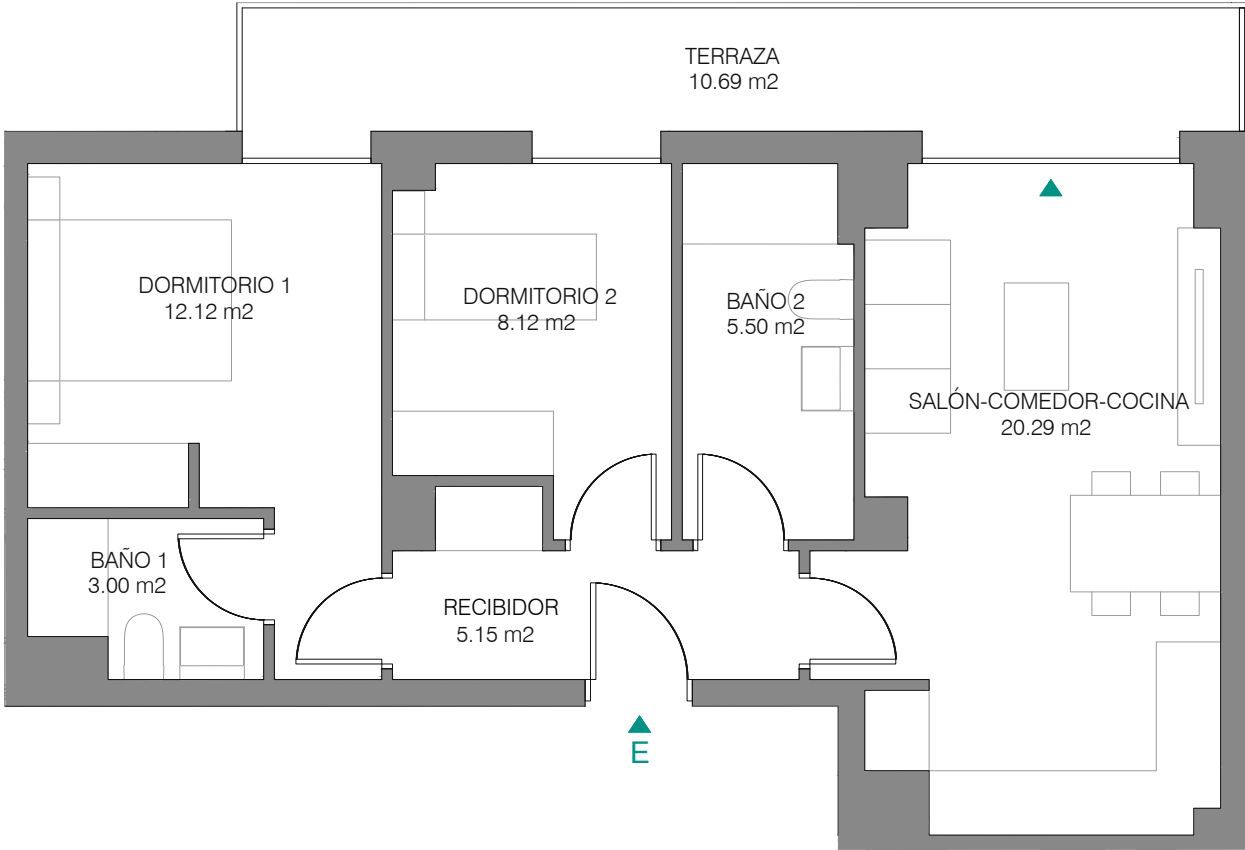 TERRAZA
10.69 m2
DORMITORIO 1
12.12 m2
DORMITORIO 2
8.12 m2
BAÑO 2
5.50 m2
SALÓN-COMEDOR-COCINA
20.29 m2
BAÑO 1
3.00 m2
RECIBIDOR
5.15 m2
E